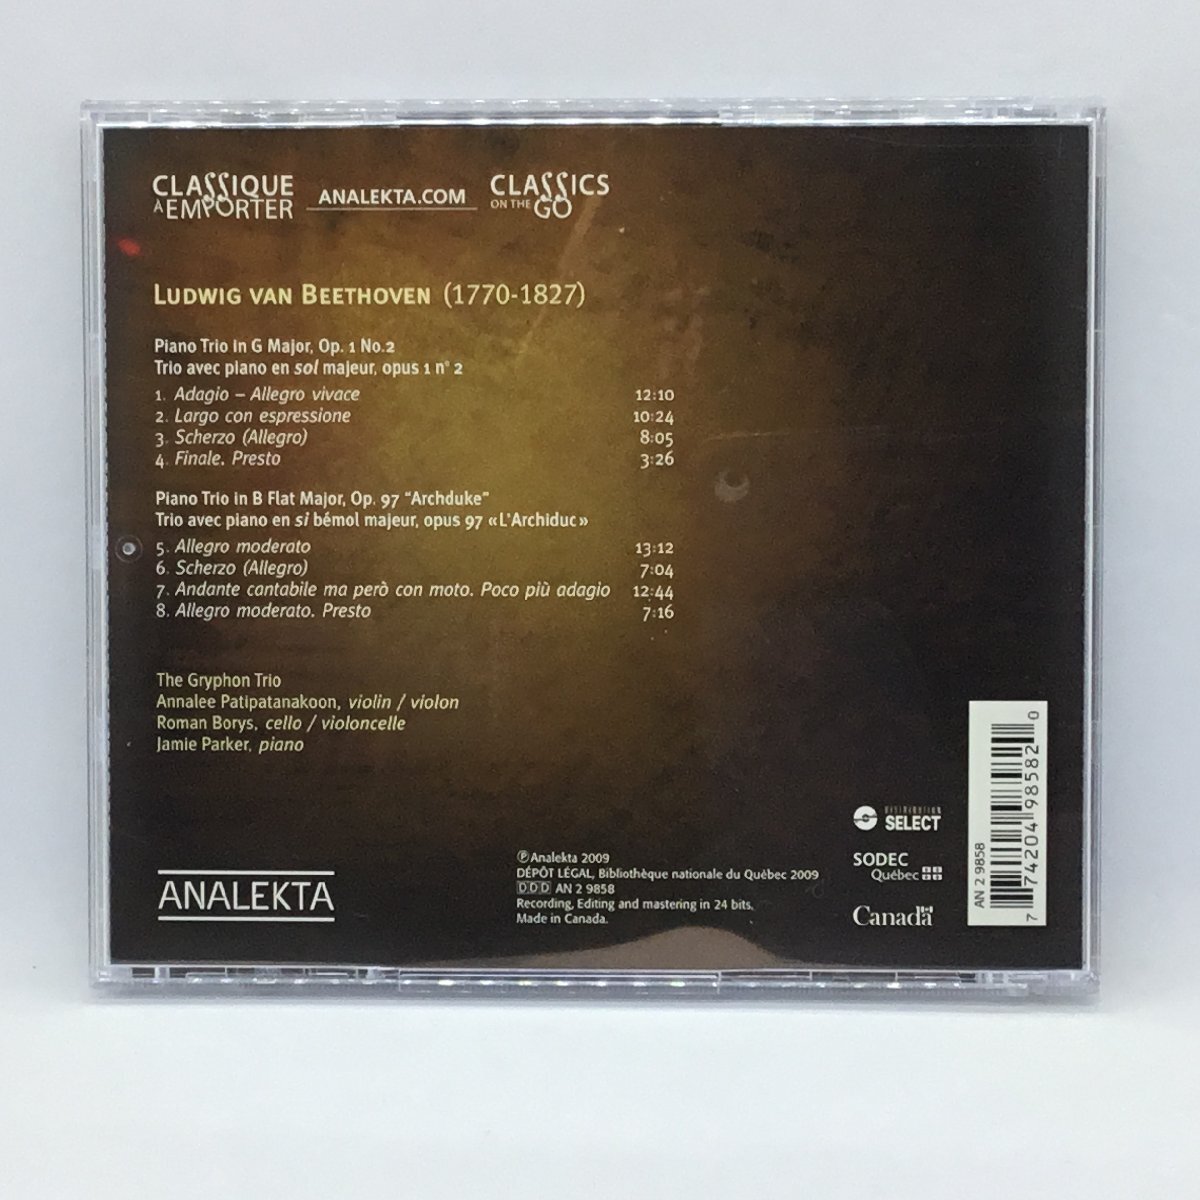 CLASSIQUE
À EMPORTER
ANALEKTA.COM
CLASSICS
ON THE GO
LUDWIG VAN BEETHOVEN (1770-1827)
Piano Trio in G Major, Op. 1 No.2
Trio avec piano en sol majeur, opus 1 n° 2
1. Adagio – Allegro vivace 12:10
2. Largo con espressione 10:24
3. Scherzo (Allegro) 8:05
4. Finale. Presto 3:26
Piano Trio in B Flat Major, Op. 97 "Archduke"
Trio avec piano en si bémol majeur, opus 97 «L'Archiduc»
5. Allegro moderato 13:12
6. Scherzo (Allegro) 7:04
7. Andante cantabile ma però con moto. Poco più adagio 12:44
8. Allegro moderato. Presto 7:16
The Gryphon Trio
Annalee Patipatanakoon, violin / violon
Roman Borys, cello / violoncelle
Jamie Parker, piano
ANALEKTA
℗Analekta 2009
DÉPÔT LÉGAL, Bibliothèque nationale du Québec 2009
DDD AN 2 9858
Recording, Editing and mastering in 24 bits.
Made in Canada.
DISTRIBUTION
SELECT
SODEC
Québec
Canada
AN 2 9858
7 74204 98582 0